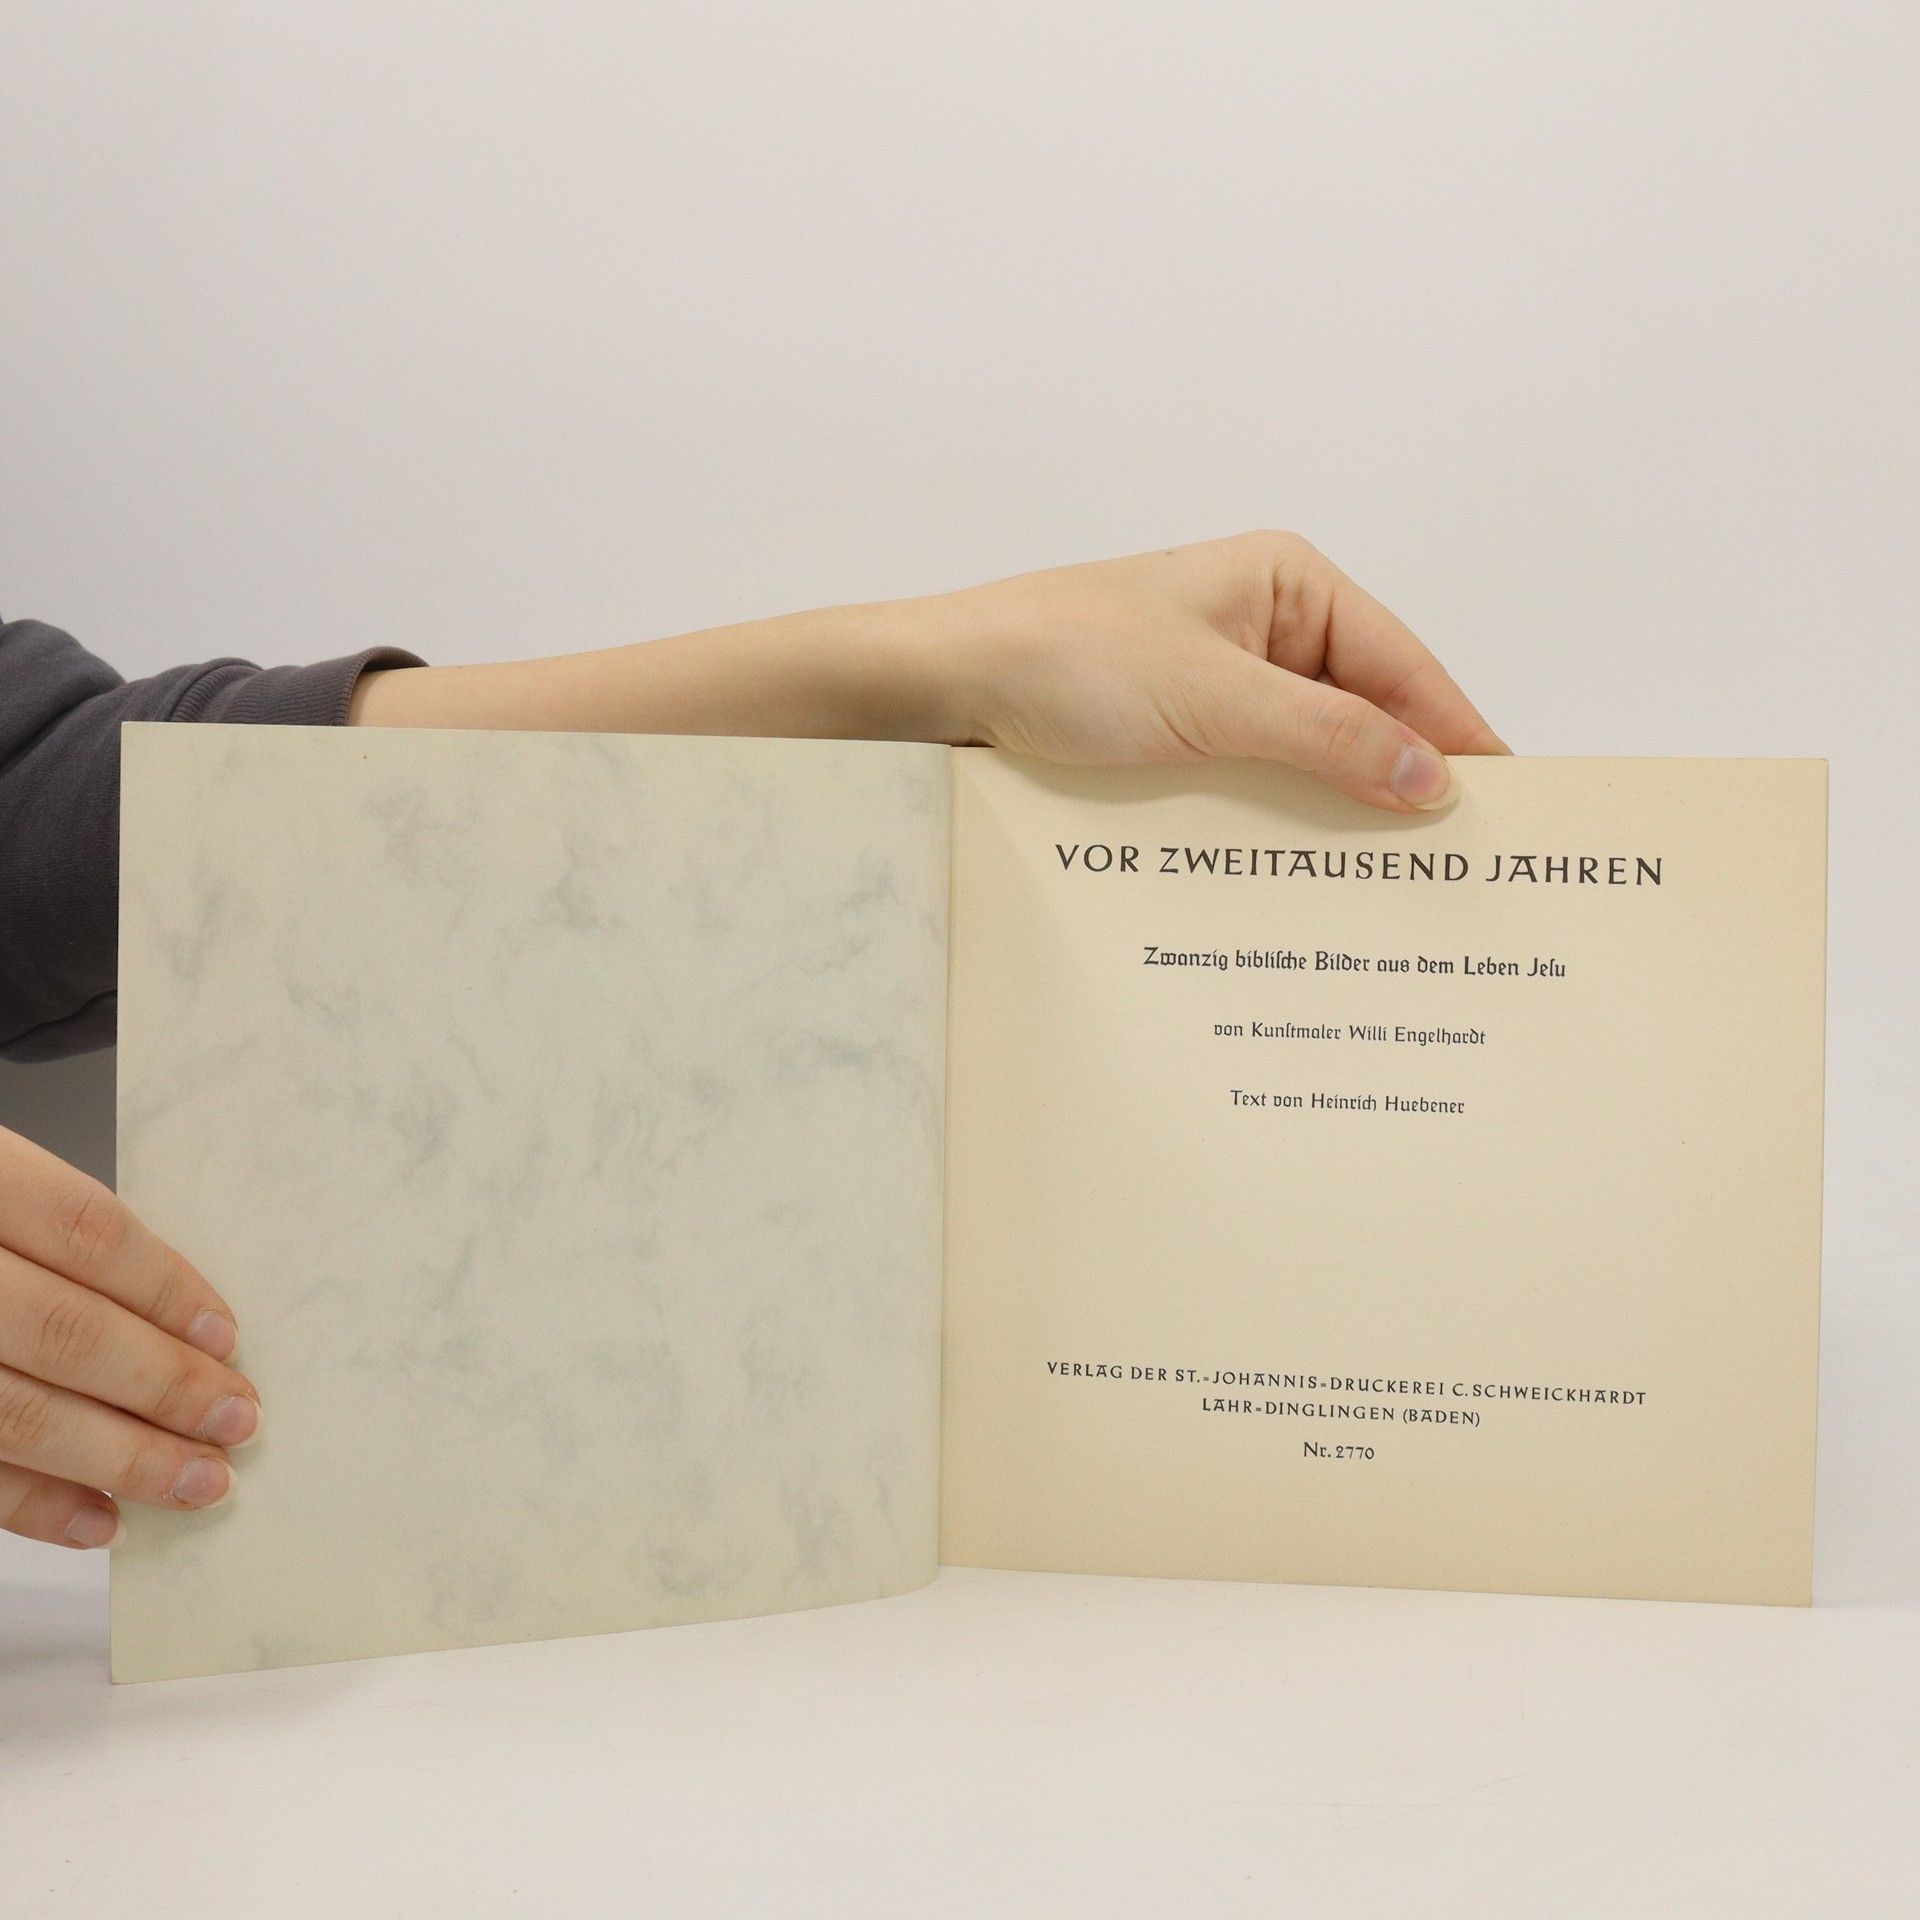 VOR ZWEITAUSEND JAHREN
Zwanzig bibliſche Bilder aus dem Leben Jeſu
von Kunſtmaler Willi Engelhardt
Text von Heinrich Huebener
VERLAG DER ST.-JOHANNIS-DRUCKEREI C. SCHWEICKHARDT
LAHR-DINGLINGEN (BADEN)
Nr. 2770